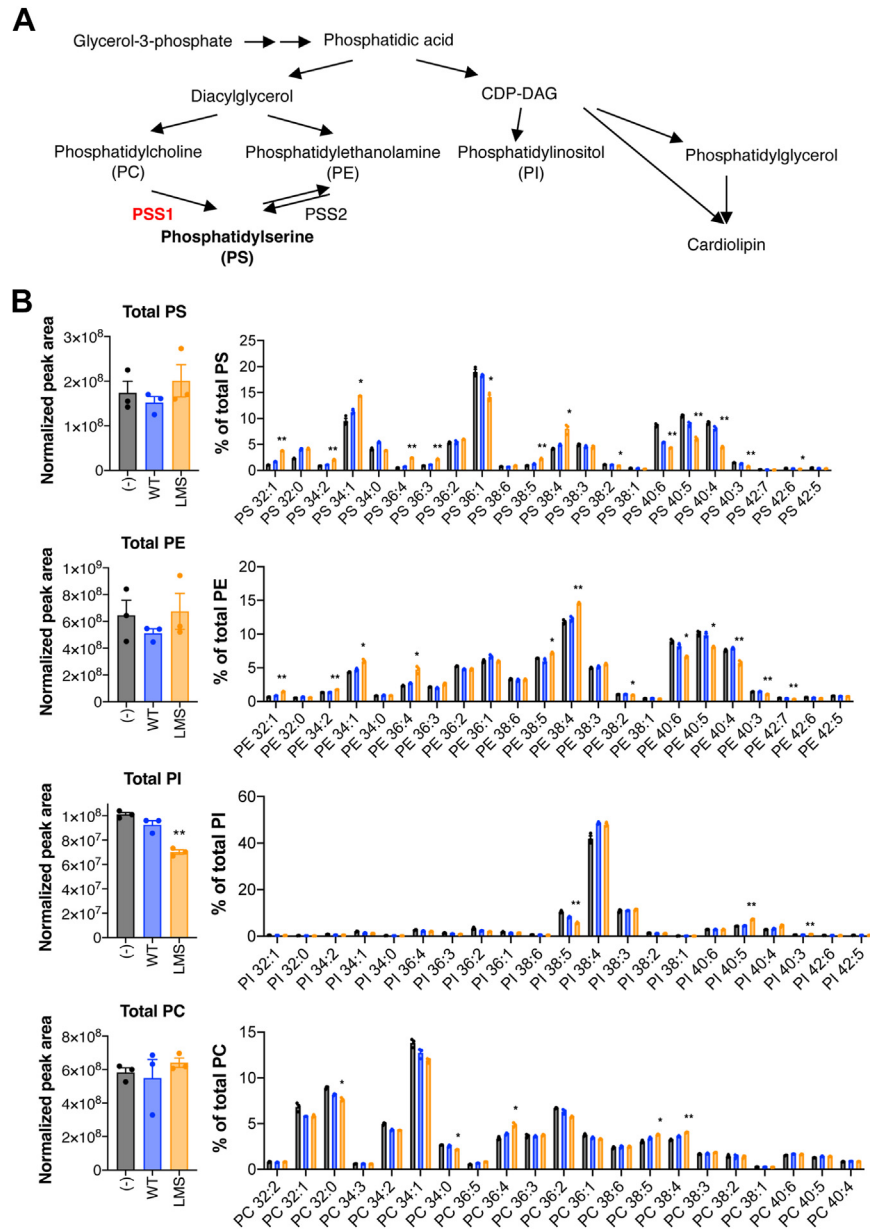 A
Glycerol-3-phosphate
Phosphatidic acid
Diacylglycerol
CDP-DAG
Phosphatidylcholine
(PC)
Phosphatidylethanolamine
(PE)
Phosphatidylinositol
(PI)
Phosphatidylglycerol
PSS1
PSS2
Phosphatidylserine
(PS)
Cardiolipin
B
Total PS
Normalized peak area
3×10⁸
2×10⁸
1×10⁸
0
(-)
WT
LMS
% of total PS
25
20
15
10
5
0
** ** * ** ** * ** * * ** ** ** ** *
PS 32:1
PS 32:0
PS 34:2
PS 34:1
PS 34:0
PS 36:4
PS 36:3
PS 36:2
PS 36:1
PS 38:6
PS 38:5
PS 38:4
PS 38:3
PS 38:2
PS 38:1
PS 40:6
PS 40:5
PS 40:4
PS 40:3
PS 42:7
PS 42:6
PS 42:5
Total PE
Normalized peak area
1×10⁹
8×10⁸
6×10⁸
4×10⁸
2×10⁸
0
(-)
WT
LMS
% of total PE
20
15
10
5
0
** ** * * * ** * * * ** ** **
PE 32:1
PE 32:0
PE 34:2
PE 34:1
PE 34:0
PE 36:4
PE 36:3
PE 36:2
PE 36:1
PE 38:6
PE 38:5
PE 38:4
PE 38:3
PE 38:2
PE 38:1
PE 40:6
PE 40:5
PE 40:4
PE 40:3
PE 42:7
PE 42:6
PE 42:5
Total PI
Normalized peak area
1×10⁸
8×10⁷
6×10⁷
4×10⁷
2×10⁷
0
**
(-)
WT
LMS
% of total PI
60
40
20
0
** ** **
PI 32:1
PI 32:0
PI 34:2
PI 34:1
PI 34:0
PI 36:4
PI 36:3
PI 36:2
PI 36:1
PI 38:6
PI 38:5
PI 38:4
PI 38:3
PI 38:2
PI 38:1
PI 40:6
PI 40:5
PI 40:4
PI 40:3
PI 42:6
PI 42:5
Total PC
Normalized peak area
8×10⁸
6×10⁸
4×10⁸
2×10⁸
0
(-)
WT
LMS
% of total PC
15
10
5
0
* * * * **
PC 32:2
PC 32:1
PC 32:0
PC 34:3
PC 34:2
PC 34:1
PC 34:0
PC 36:5
PC 36:4
PC 36:3
PC 36:2
PC 36:1
PC 38:6
PC 38:5
PC 38:4
PC 38:3
PC 38:2
PC 38:1
PC 40:6
PC 40:5
PC 40:4